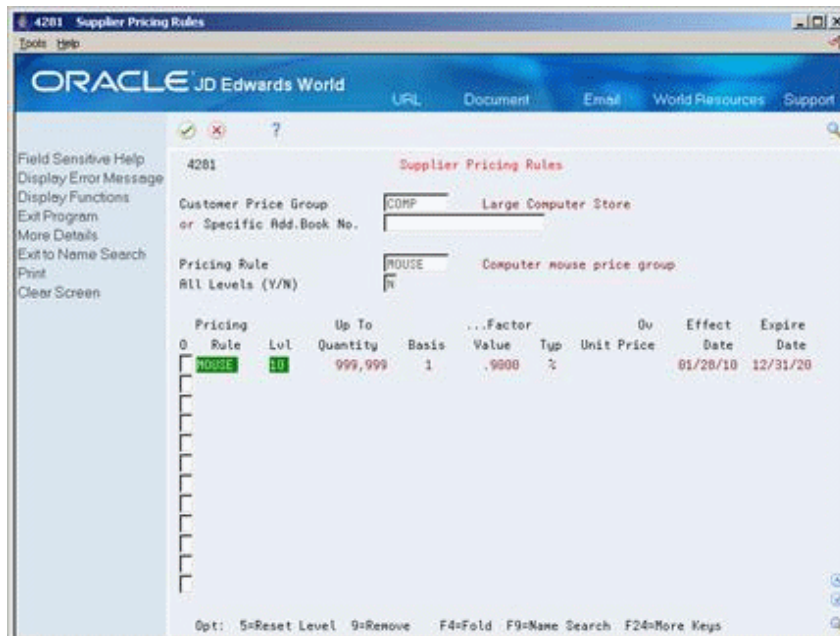 4281 Supplier Pricing Rules
Tools Help
ORACLE JD Edwards World
URL Document Email World Resources Support
?
Field Sensitive Help
Display Error Message
Display Functions
Exit Program
More Details
Exit to Name Search
Print
Clear Screen
4281 Supplier Pricing Rules
Customer Price Group COMP Large Computer Store
or Specific Add.Book No.
Pricing Rule MOUSE Computer mouse price group
All Levels (Y/N) N
Pricing Up To ...Factor Ov Effect Expire
O Rule Lvl Quantity Basis Value Typ Unit Price Date Date
MOUSE 10 999,999 1 .9000 % 01/28/10 12/31/20
Opt: 5=Reset Level 9=Remove F4=Fold F9=Name Search F24=More Keys